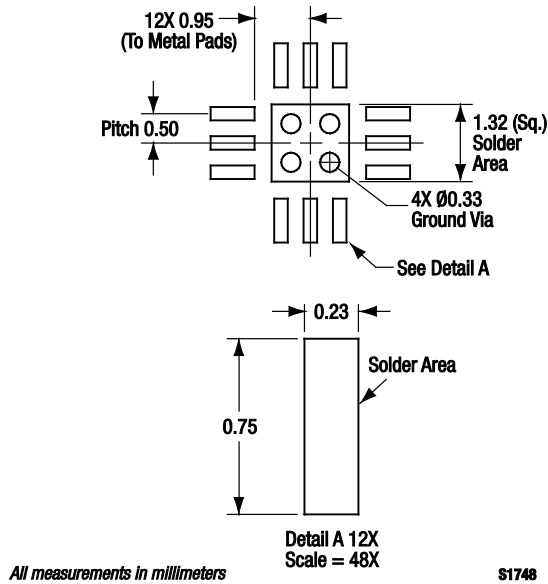 12X 0.95
(To Metal Pads)
Pitch 0.50
1.32 (Sq.)
Solder
Area
4X Ø0.33
Ground Via
See Detail A
0.23
Solder Area
0.75
Detail A 12X
Scale = 48X
All measurements in millimeters
S1748